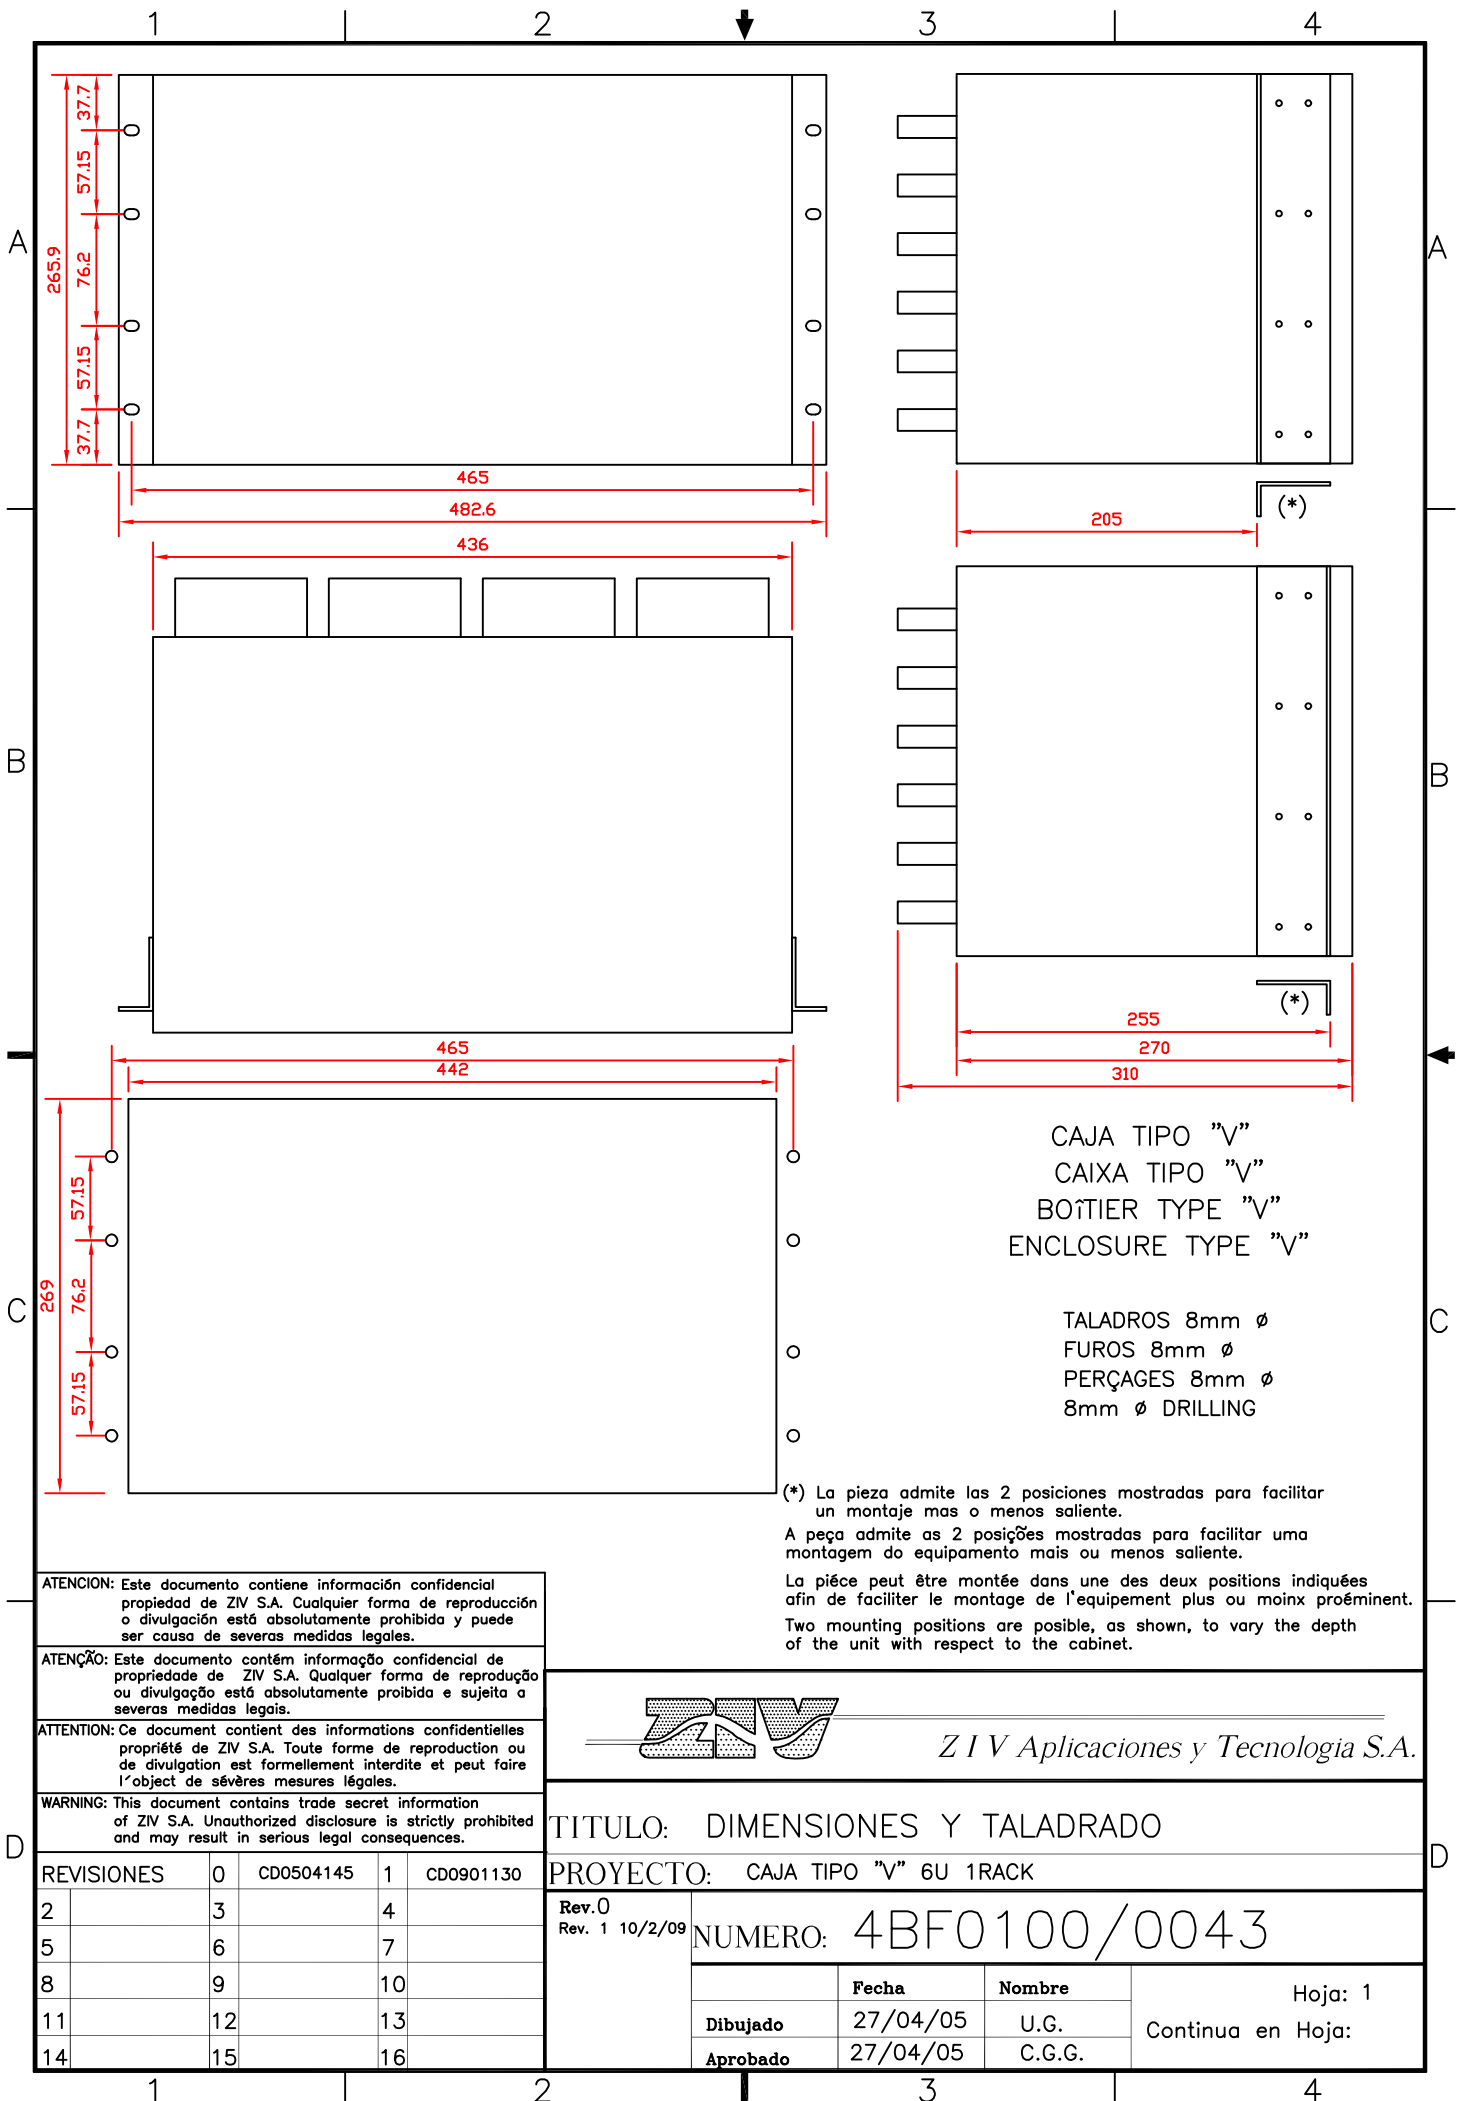 1 2 3 4
A A
B B
C C
D D
37.7
57.15
76.2
57.15
37.7
265.9
465
482.6
436
205
(*)
255
270
310
(*)
465
442
57.15
76.2
57.15
269
CAJA TIPO "V"
CAIXA TIPO "V"
BOîTIER TYPE "V"
ENCLOSURE TYPE "V"
TALADROS 8mm ø
FUROS 8mm ø
PERÇAGES 8mm ø
8mm ø DRILLING
(*) La pieza admite las 2 posiciones mostradas para facilitar
un montaje mas o menos saliente.
A peça admite as 2 posições mostradas para facilitar uma
montagem do equipamento mais ou menos saliente.
La piéce peut être montée dans une des deux positions indiquées
afin de faciliter le montage de l'equipement plus ou moinx proéminent.
Two mounting positions are posible, as shown, to vary the depth
of the unit with respect to the cabinet.
ATENCION: Este documento contiene información confidencial
propiedad de ZIV S.A. Cualquier forma de reproducción
o divulgación está absolutamente prohibida y puede
ser causa de severas medidas legales.
ATENÇÃO: Este documento contém informação confidencial de
propriedade de ZIV S.A. Qualquer forma de reprodução
ou divulgação está absolutamente proibida e sujeita a
severas medidas legais.
ATTENTION: Ce document contient des informations confidentielles
propriété de ZIV S.A. Toute forme de reproduction ou
de divulgation est formellement interdite et peut faire
l´object de sévères mesures légales.
WARNING: This document contains trade secret information
of ZIV S.A. Unauthorized disclosure is strictly prohibited
and may result in serious legal consequences.
REVISIONES 0 CD0504145 1 CD0901130
2 3 4
5 6 7
8 9 10
11 12 13
14 15 16
ZIV
Z I V Aplicaciones y Tecnologia S.A.
TITULO: DIMENSIONES Y TALADRADO
PROYECTO: CAJA TIPO "V" 6U 1RACK
Rev.0
Rev. 1 10/2/09
NUMERO: 4BF0100/0043
Fecha Nombre
Dibujado 27/04/05 U.G.
Aprobado 27/04/05 C.G.G.
Hoja: 1
Continua en Hoja:
1 2 3 4